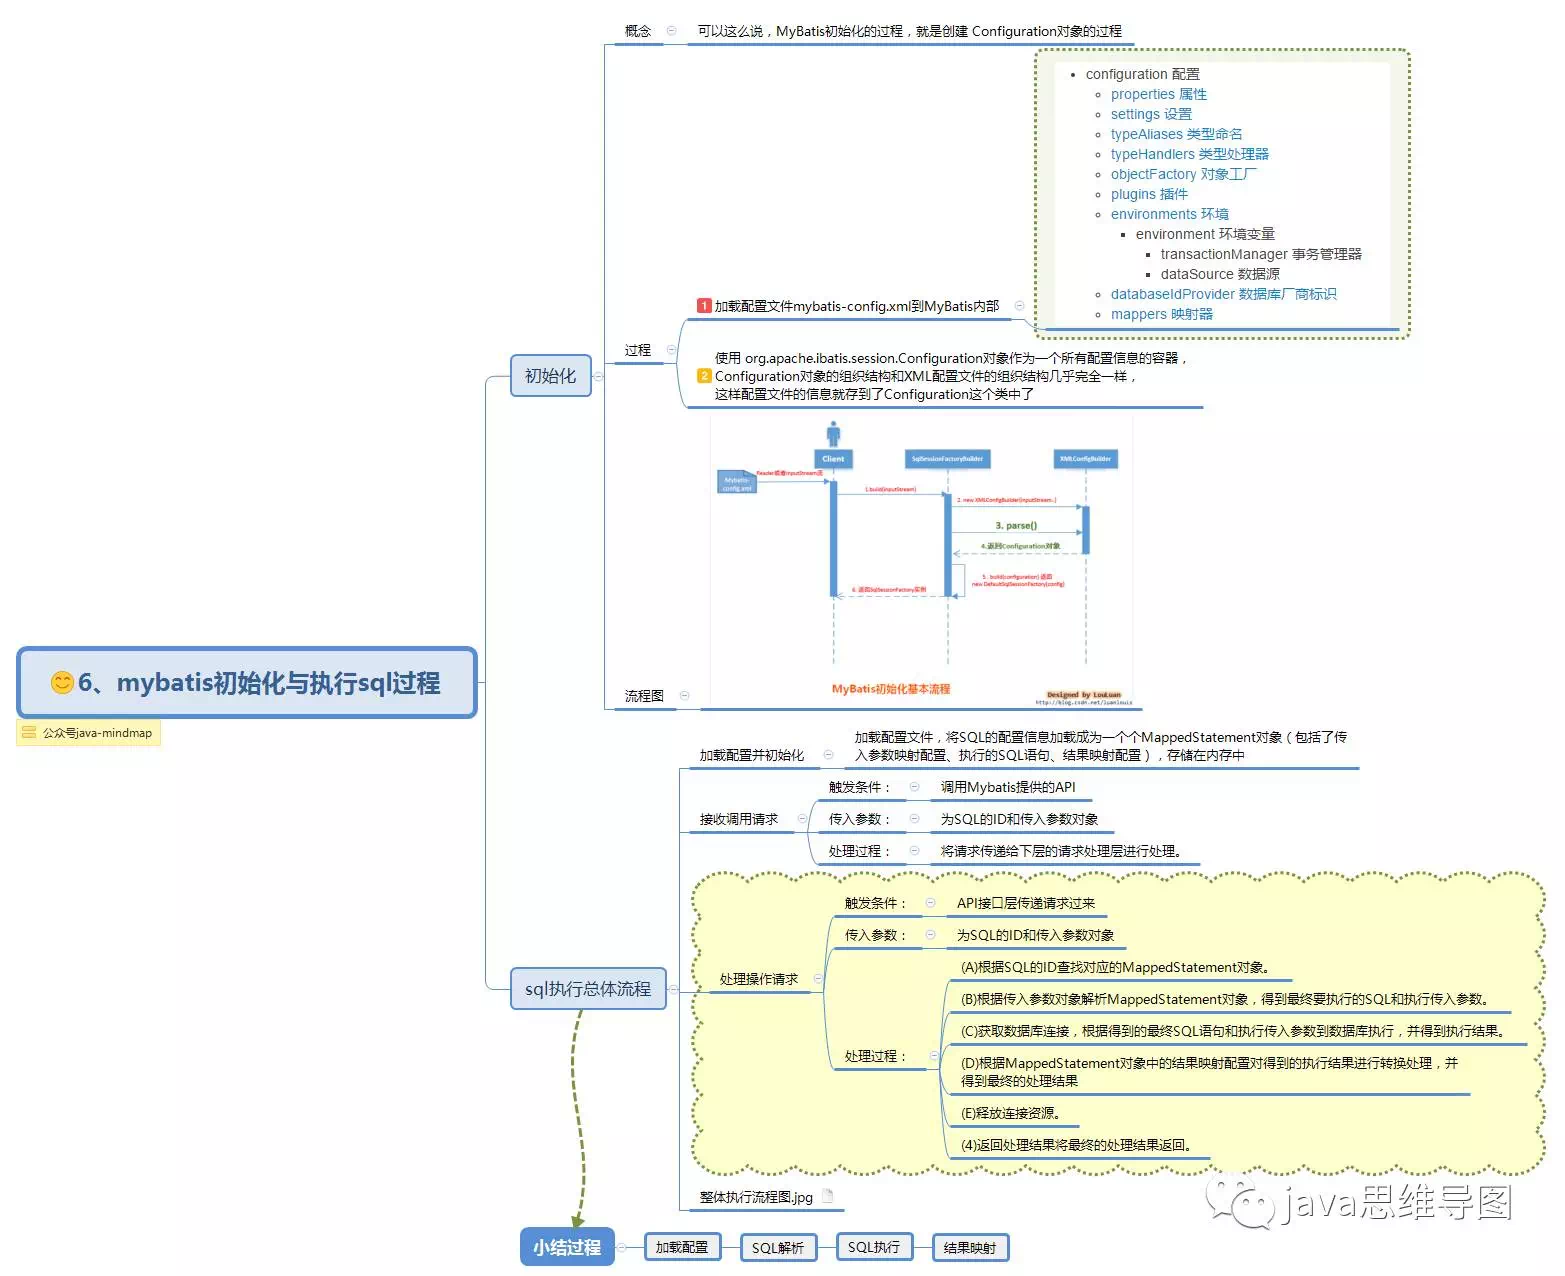 6、mybatis初始化与执行sql过程
公众号java-mindmap
初始化
概念
可以这么说，MyBatis初始化的过程，就是创建 Configuration对象的过程
过程
1 加载配置文件mybatis-config.xml到MyBatis内部
configuration 配置
properties 属性
settings 设置
typeAliases 类型命名
typeHandlers 类型处理器
objectFactory 对象工厂
plugins 插件
environments 环境
environment 环境变量
transactionManager 事务管理器
dataSource 数据源
databaseIdProvider 数据库厂商标识
mappers 映射器
2 使用 org.apache.ibatis.session.Configuration对象作为一个所有配置信息的容器，
Configuration对象的组织结构和XML配置文件的组织结构几乎完全一样，
这样配置文件的信息就存到了Configuration这个类中了
流程图
Client
SqlSessionFactoryBuilder
XMLConfigBuilder
Mybatis-
config.xml
Reader或者InputStream流
1.build(inputStream)
2. new XMLConfigBuilder(inputStream..)
3. parse()
4.返回Configuration对象
5 . build(configuration) 返回
new DefaultSqlSessionFactory(config)
6. 返回SqlSessionFactory实例
MyBatis初始化基本流程
Designed by LouLuan
http://blog.csdn.net/luanlouis
sql执行总体流程
加载配置并初始化
加载配置文件，将SQL的配置信息加载成为一个个MappedStatement对象（包括了传
入参数映射配置、执行的SQL语句、结果映射配置），存储在内存中
接收调用请求
触发条件：
调用Mybatis提供的API
传入参数：
为SQL的ID和传入参数对象
处理过程：
将请求传递给下层的请求处理层进行处理。
处理操作请求
触发条件：
API接口层传递请求过来
传入参数：
为SQL的ID和传入参数对象
处理过程：
(A)根据SQL的ID查找对应的MappedStatement对象。
(B)根据传入参数对象解析MappedStatement对象，得到最终要执行的SQL和执行传入参数。
(C)获取数据库连接，根据得到的最终SQL语句和执行传入参数到数据库执行，并得到执行结果。
(D)根据MappedStatement对象中的结果映射配置对得到的执行结果进行转换处理，并
得到最终的处理结果
(E)释放连接资源。
(4)返回处理结果将最终的处理结果返回。
整体执行流程图.jpg
小结过程
加载配置
SQL解析
SQL执行
结果映射
java思维导图